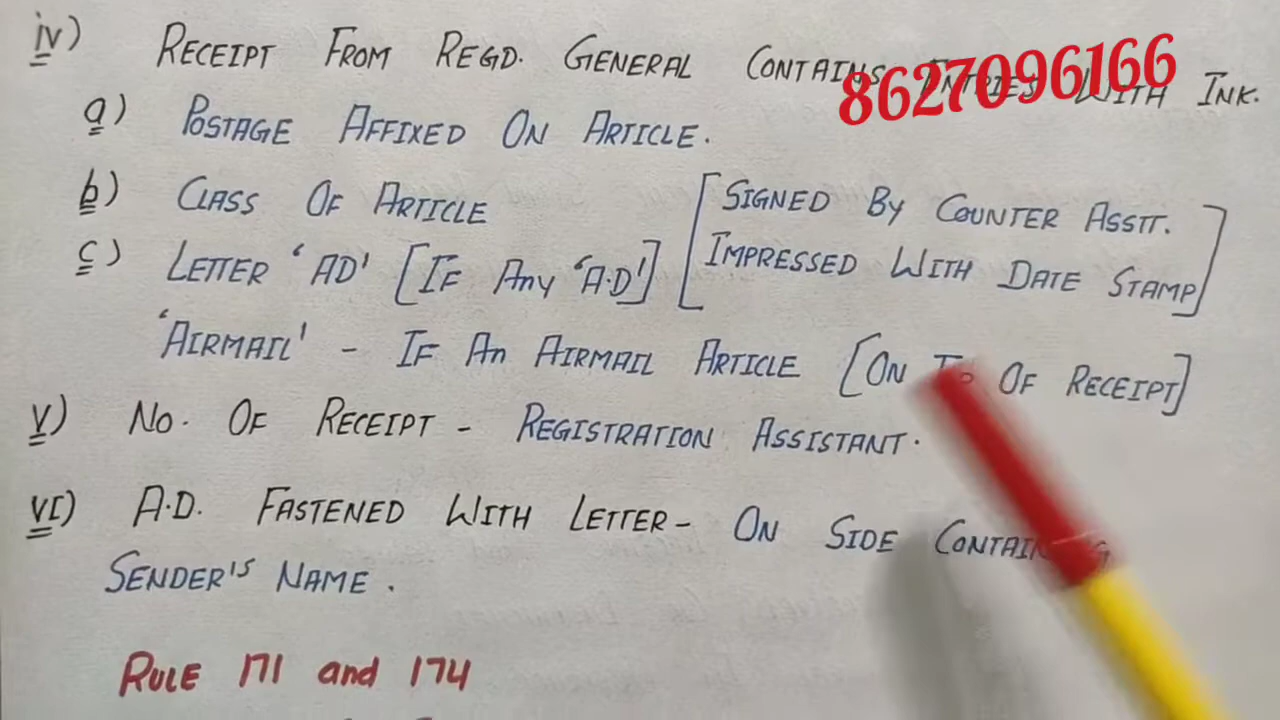 iv) RECEIPT FROM REGD. GENERAL CONTAINS ENTRIES WITH INK.
8627096166
a) POSTAGE AFFIXED ON ARTICLE.
b) CLASS OF ARTICLE [SIGNED BY COUNTER ASSTT.
c) LETTER 'AD' [IF ANY 'A.D'] IMPRESSED WITH DATE STAMP]
'AIRMAIL' - IF AN AIRMAIL ARTICLE [ON OF RECEIPT]
v) NO. OF RECEIPT - REGISTRATION ASSISTANT.
vi) A.D. FASTENED WITH LETTER - ON SIDE
SENDER'S NAME.
RULE 171 and 174